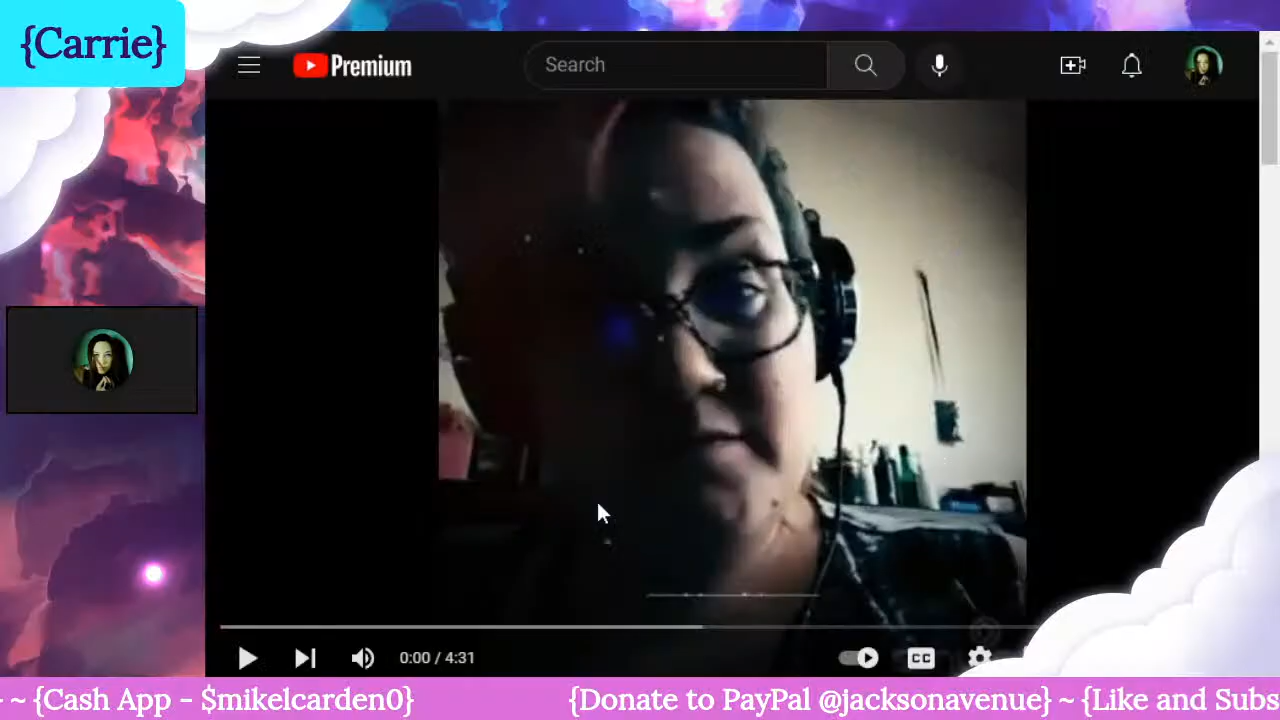 {Carrie}
Premium
Search
0:00 / 4:31
CC
~ ~ {Cash App - $mikelcarden0} {Donate to PayPal @jacksonavenue} ~ {Like and Subs